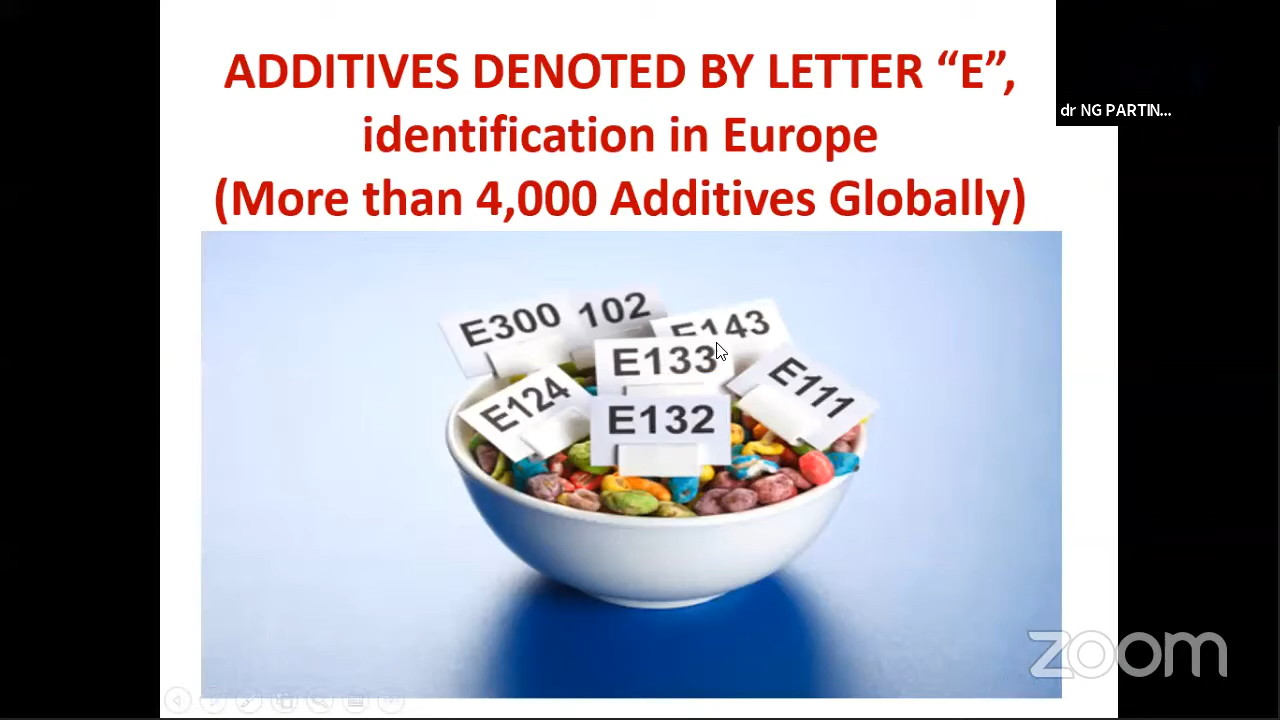 ADDITIVES DENOTED BY LETTER “E”,
identification in Europe
(More than 4,000 Additives Globally)
dr NG PARTIN...
E300
102
E143
E133
E124
E111
E132
zoom